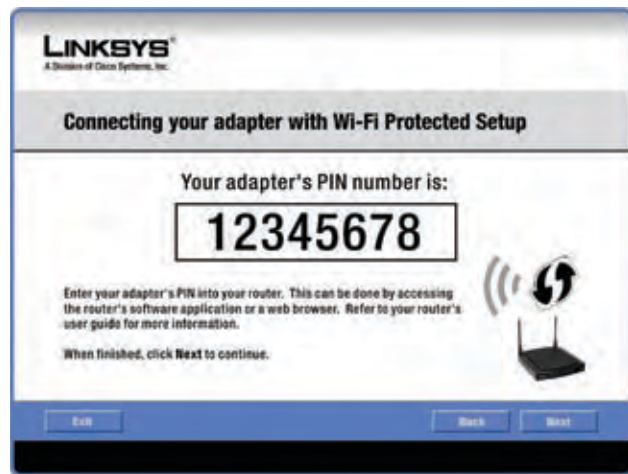 LINKSYS®
A Division of Cisco Systems, Inc.
Connecting your adapter with Wi-Fi Protected Setup
Your adapter's PIN number is:
12345678
Enter your adapter's PIN into your router. This can be done by accessing
the router's software application or a web browser. Refer to your router's
user guide for more information.
When finished, click Next to continue.
Exit
Back
Next